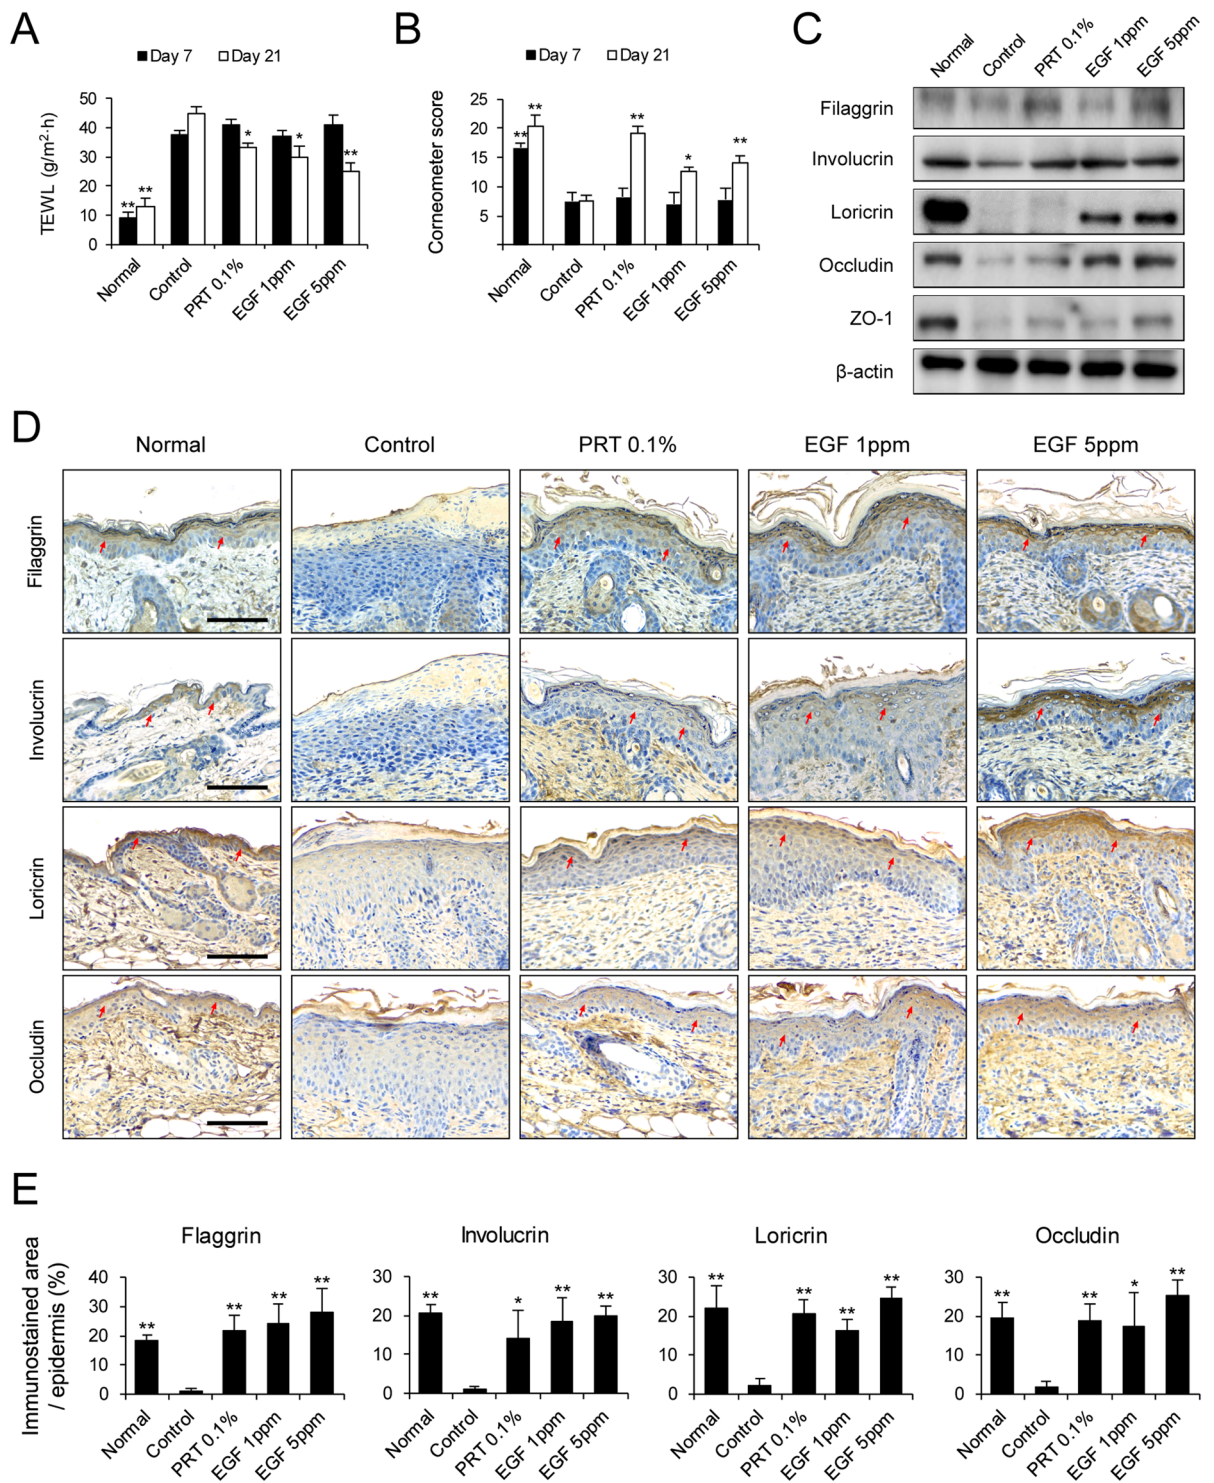 A
■Day 7 □Day 21
TEWL (g/m²·h)
50
40
30
20
10
0
** ** * * **
Normal
Control
PRT 0.1%
EGF 1ppm
EGF 5ppm
B
■Day 7 □Day 21
Corneometer score
25
20
15
10
5
** ** ** * **
Normal
Control
PRT 0.1%
EGF 1ppm
EGF 5ppm
C
Normal
Control
PRT 0.1%
EGF 1ppm
EGF 5ppm
Filaggrin
Involucrin
Loricrin
Occludin
ZO-1
β-actin
D
Normal Control PRT 0.1% EGF 1ppm EGF 5ppm
Filaggrin
Involucrin
Loricrin
Occludin
E
Immunostained area
/ epidermis (%)
Flaggrin
40
30
20
10
0
** ** ** **
Normal
Control
PRT 0.1%
EGF 1ppm
EGF 5ppm
Involucrin
30
20
10
0
** * ** **
Normal
Control
PRT 0.1%
EGF 1ppm
EGF 5ppm
Loricrin
30
20
10
0
** ** ** **
Normal
Control
PRT 0.1%
EGF 1ppm
EGF 5ppm
Occludin
30
20
10
0
** ** * **
Normal
Control
PRT 0.1%
EGF 1ppm
EGF 5ppm